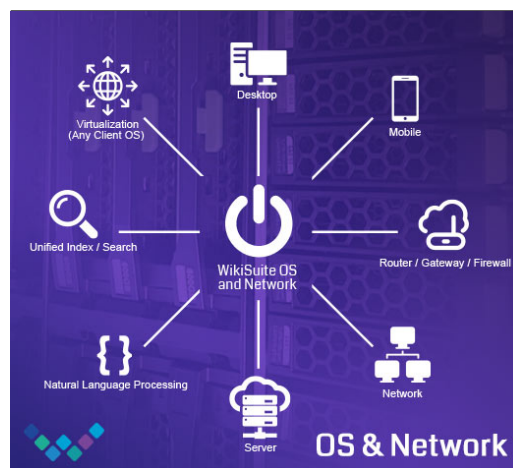 Desktop
Virtualization
(Any Client OS)
Mobile
Unified Index / Search
WikiSuite OS
and Network
Router / Gateway / Firewall
Natural Language Processing
Network
Server
OS & Network